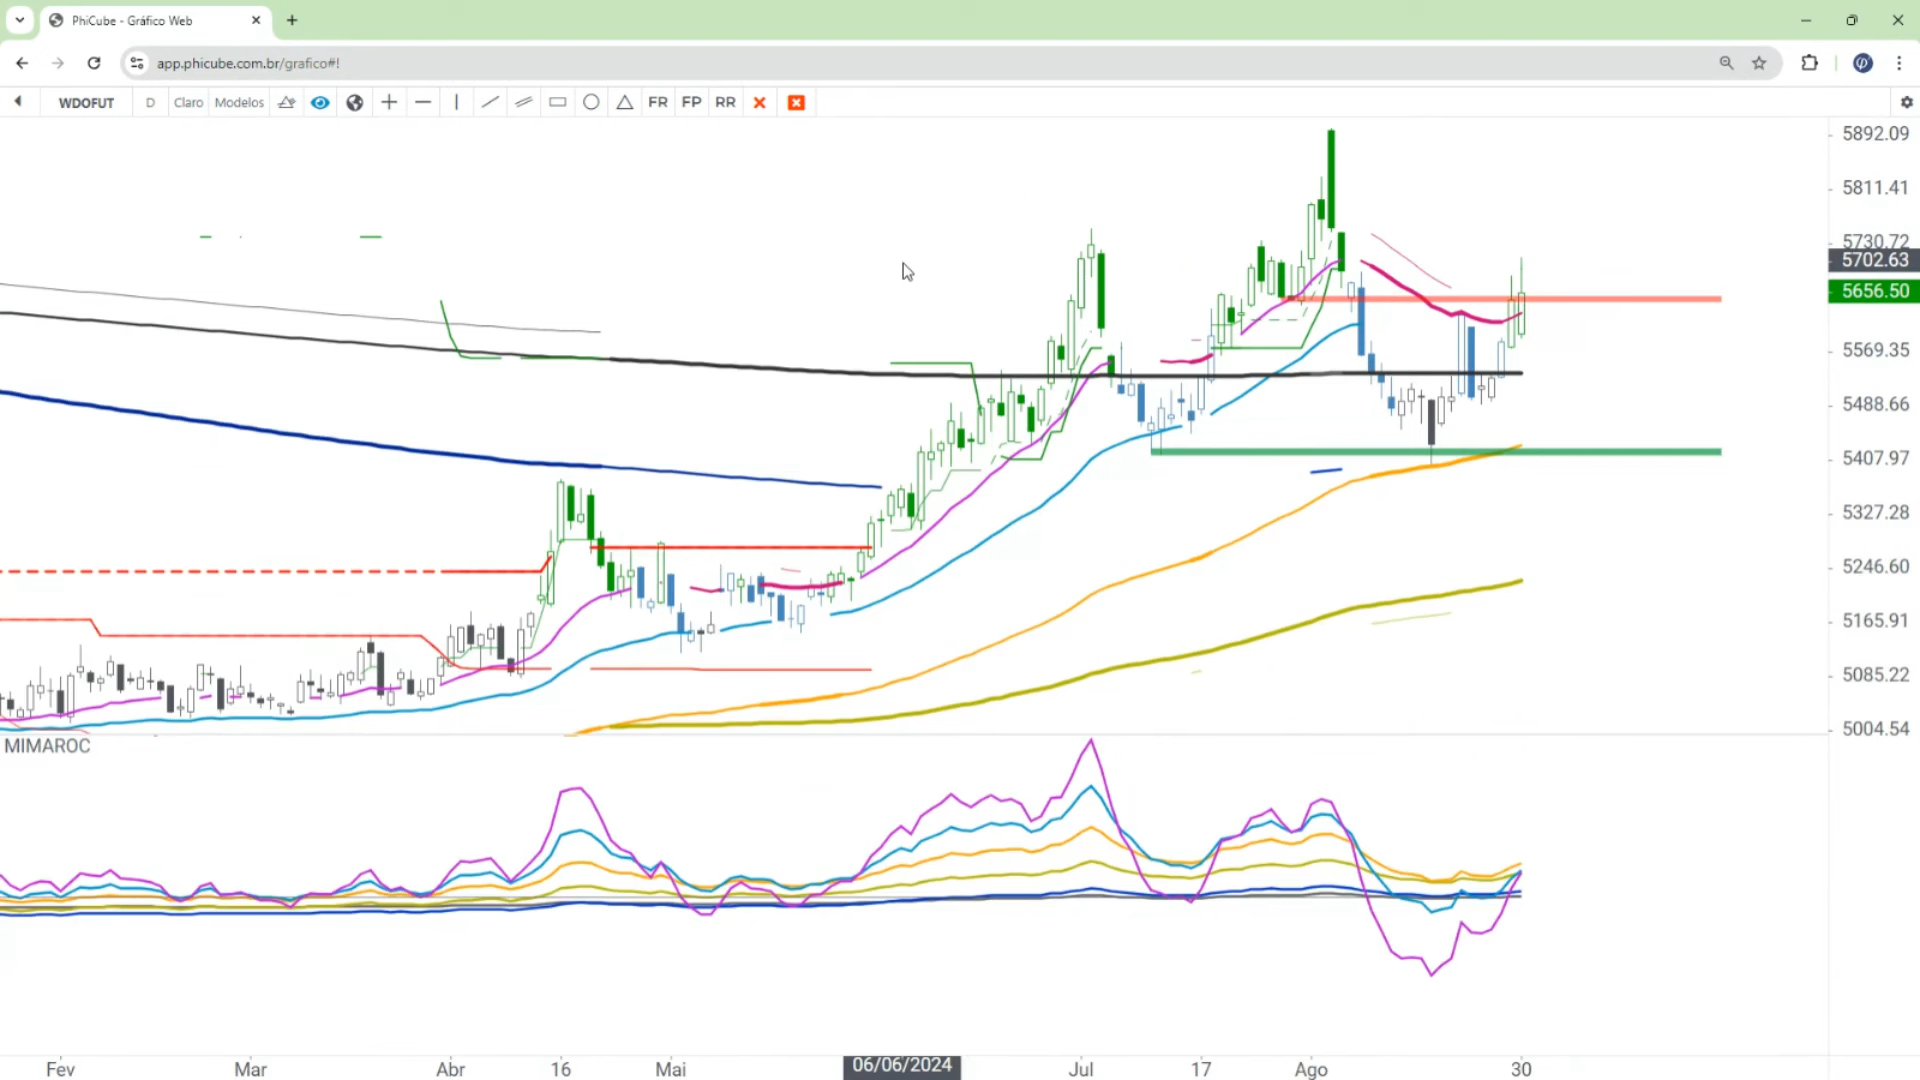 PhiCube - Gráfico Web
app.phicube.com.br/grafico#!
WDOFUT D Claro Modelos FR FP RR
5892.09
5811.41
5730.72
5702.63
5656.50
5569.35
5488.66
5407.97
5327.28
5246.60
5165.91
5085.22
5004.54
MIMAROC
Fev Mar Abr 16 Mai 06/06/2024 Jul 17 Ago 30